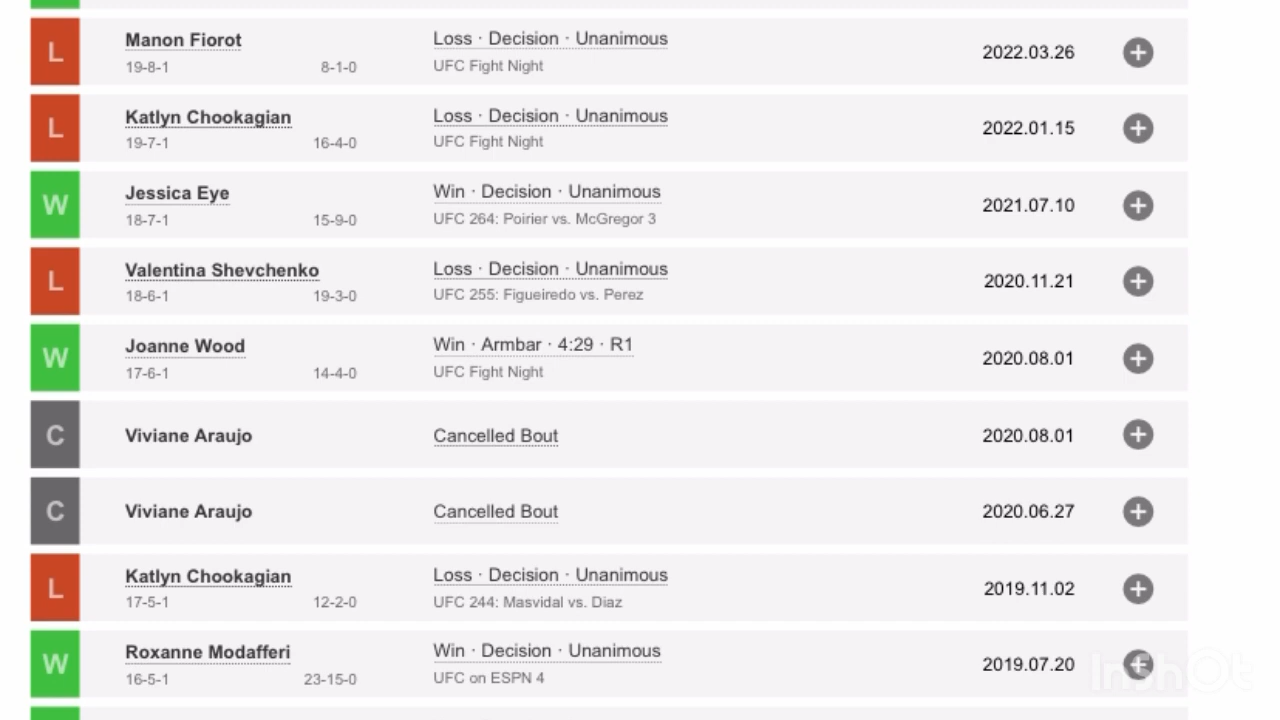 L
Manon Fiorot
Loss · Decision · Unanimous
19-8-1
8-1-0
UFC Fight Night
2022.03.26
L
Katlyn Chookagian
Loss · Decision · Unanimous
19-7-1
16-4-0
UFC Fight Night
2022.01.15
W
Jessica Eye
Win · Decision · Unanimous
18-7-1
15-9-0
UFC 264: Poirier vs. McGregor 3
2021.07.10
L
Valentina Shevchenko
Loss · Decision · Unanimous
18-6-1
19-3-0
UFC 255: Figueiredo vs. Perez
2020.11.21
W
Joanne Wood
Win · Armbar · 4:29 · R1
17-6-1
14-4-0
UFC Fight Night
2020.08.01
C
Viviane Araujo
Cancelled Bout
2020.08.01
C
Viviane Araujo
Cancelled Bout
2020.06.27
L
Katlyn Chookagian
Loss · Decision · Unanimous
17-5-1
12-2-0
UFC 244: Masvidal vs. Diaz
2019.11.02
W
Roxanne Modafferi
Win · Decision · Unanimous
16-5-1
23-15-0
UFC on ESPN 4
2019.07.20
InShOt